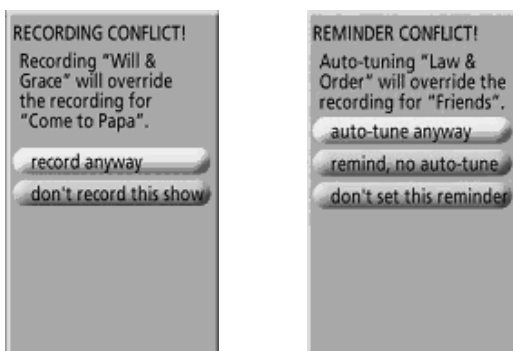 RECORDING CONFLICT!
Recording "Will &
Grace" will override
the recording for
"Come to Papa".
record anyway
don't record this show
REMINDER CONFLICT!
Auto-tuning "Law &
Order" will override the
recording for "Friends".
auto-tune anyway
remind, no auto-tune
don't set this reminder